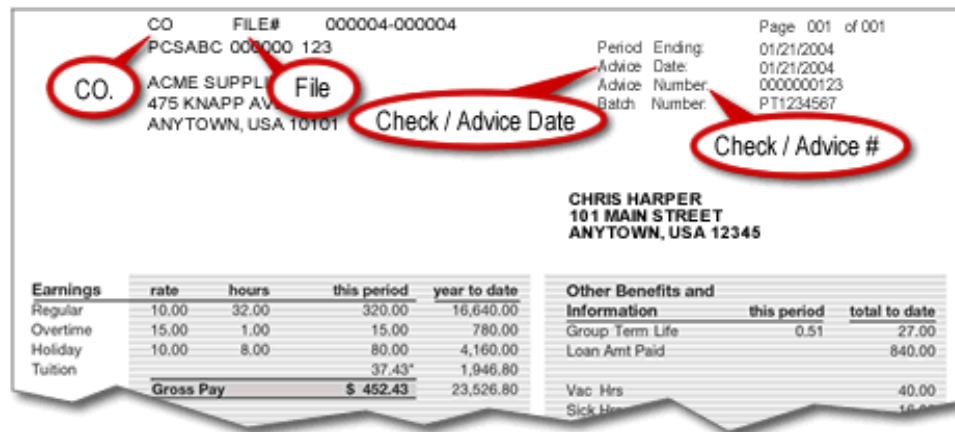 CO FILE# 000004-000004
PCSABC 000000 123
CO.
File
ACME SUPPLI
475 KNAPP AV
ANYTOWN, USA 10101
Page 001 of 001
Period Ending: 01/21/2004
Advice Date: 01/21/2004
Advice Number: 0000000123
Batch Number: PT1234567
Check / Advice Date
Check / Advice #
CHRIS HARPER
101 MAIN STREET
ANYTOWN, USA 12345
Earnings rate hours this period year to date
Regular 10.00 32.00 320.00 16,640.00
Overtime 15.00 1.00 15.00 780.00
Holiday 10.00 8.00 80.00 4,160.00
Tuition 37.43* 1,946.80
Gross Pay $ 452.43 23,526.80
Other Benefits and
Information this period total to date
Group Term Life 0.51 27.00
Loan Amt Paid 840.00
Vac Hrs 40.00
Sick Hrs 16.00